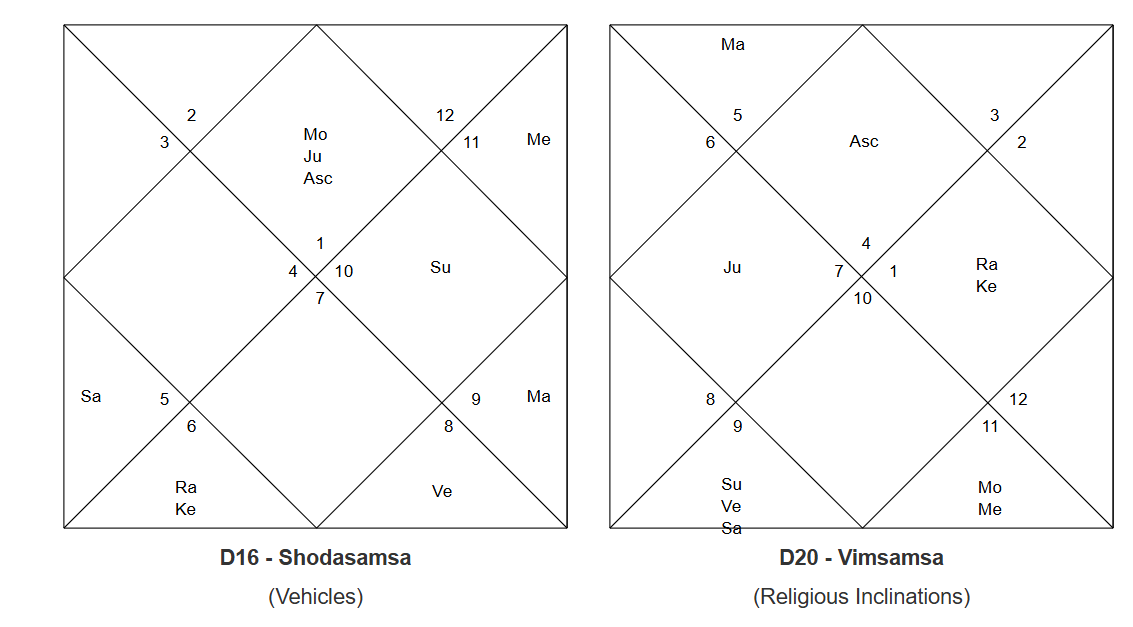 2
3
Mo
Ju
Asc
12
11
Me
1
4
10
7
Su
Sa
5
6
9
Ma
8
Ra
Ke
Ve
D16 - Shodasamsa
(Vehicles)
Ma
5
6
Asc
3
2
Ju
4
7
1
10
Ra
Ke
8
9
12
11
Su
Ve
Sa
Mo
Me
D20 - Vimsamsa
(Religious Inclinations)